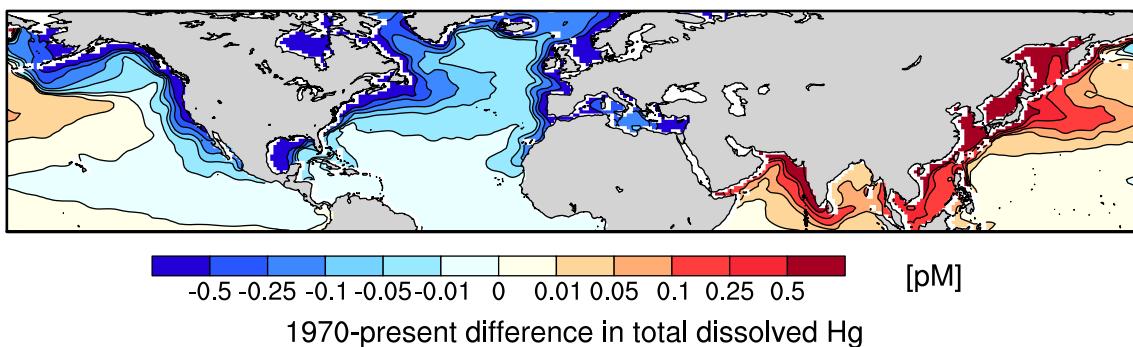 -0.5 -0.25 -0.1 -0.05 -0.01 0 0.01 0.05 0.1 0.25 0.5 [pM]
1970-present difference in total dissolved Hg